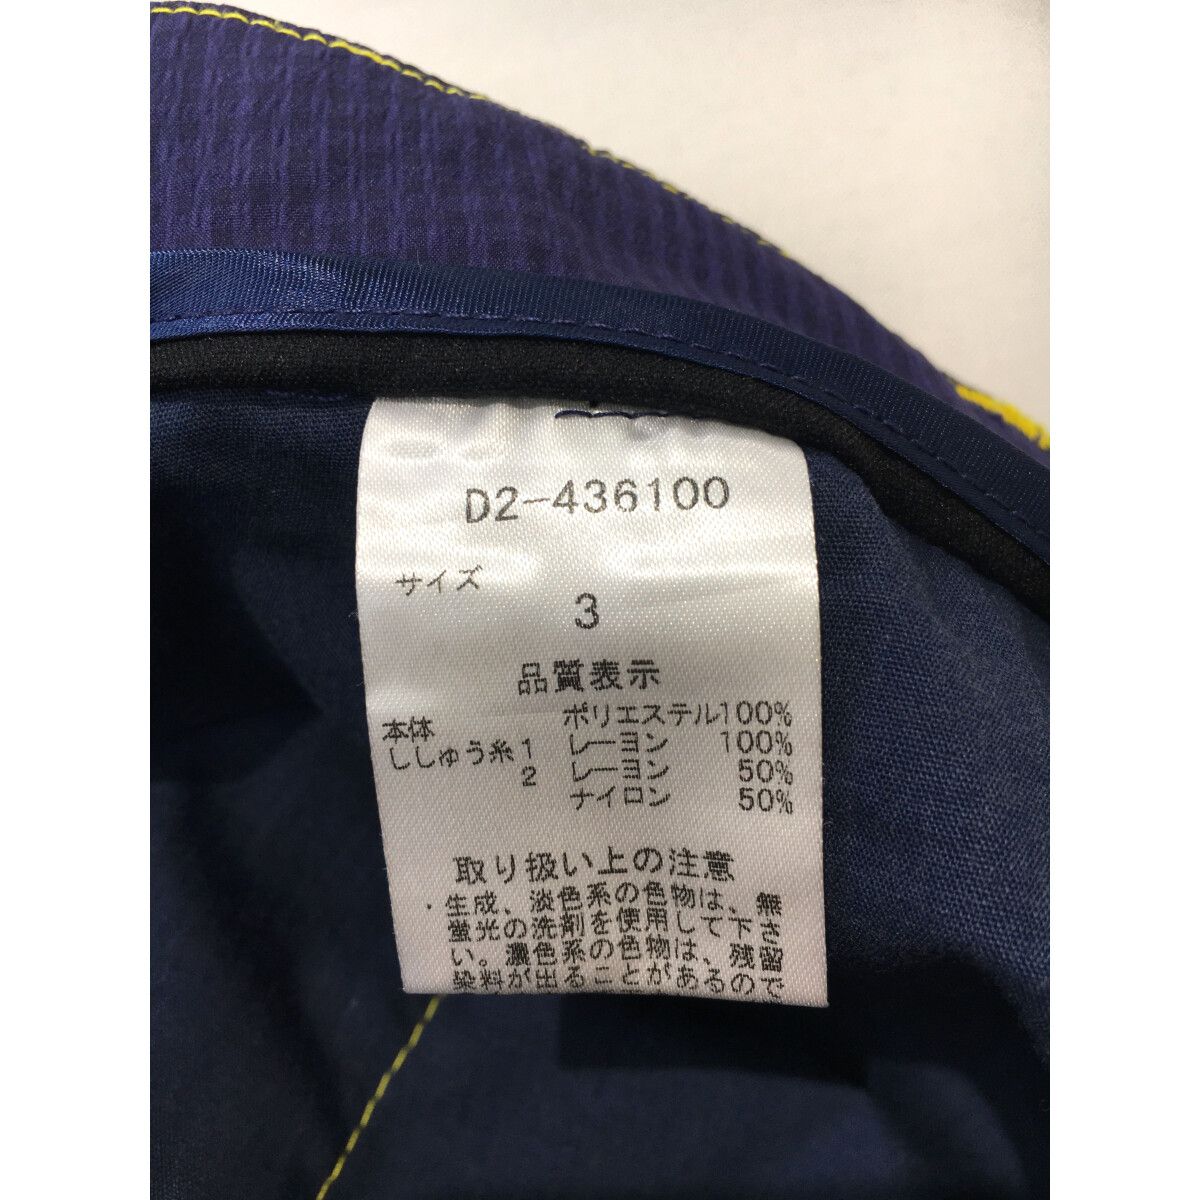 D2-436100
サイズ
3
品質表示
本体 ポリエステル100%
ししゅう糸1 レーヨン 100%
2 レーヨン 50%
ナイロン 50%
取り扱い上の注意
・生成、淡色系の色物は、無
蛍光の洗剤を使用して下さ
い。濃色系の色物は、残留
染料が出ることがあるので